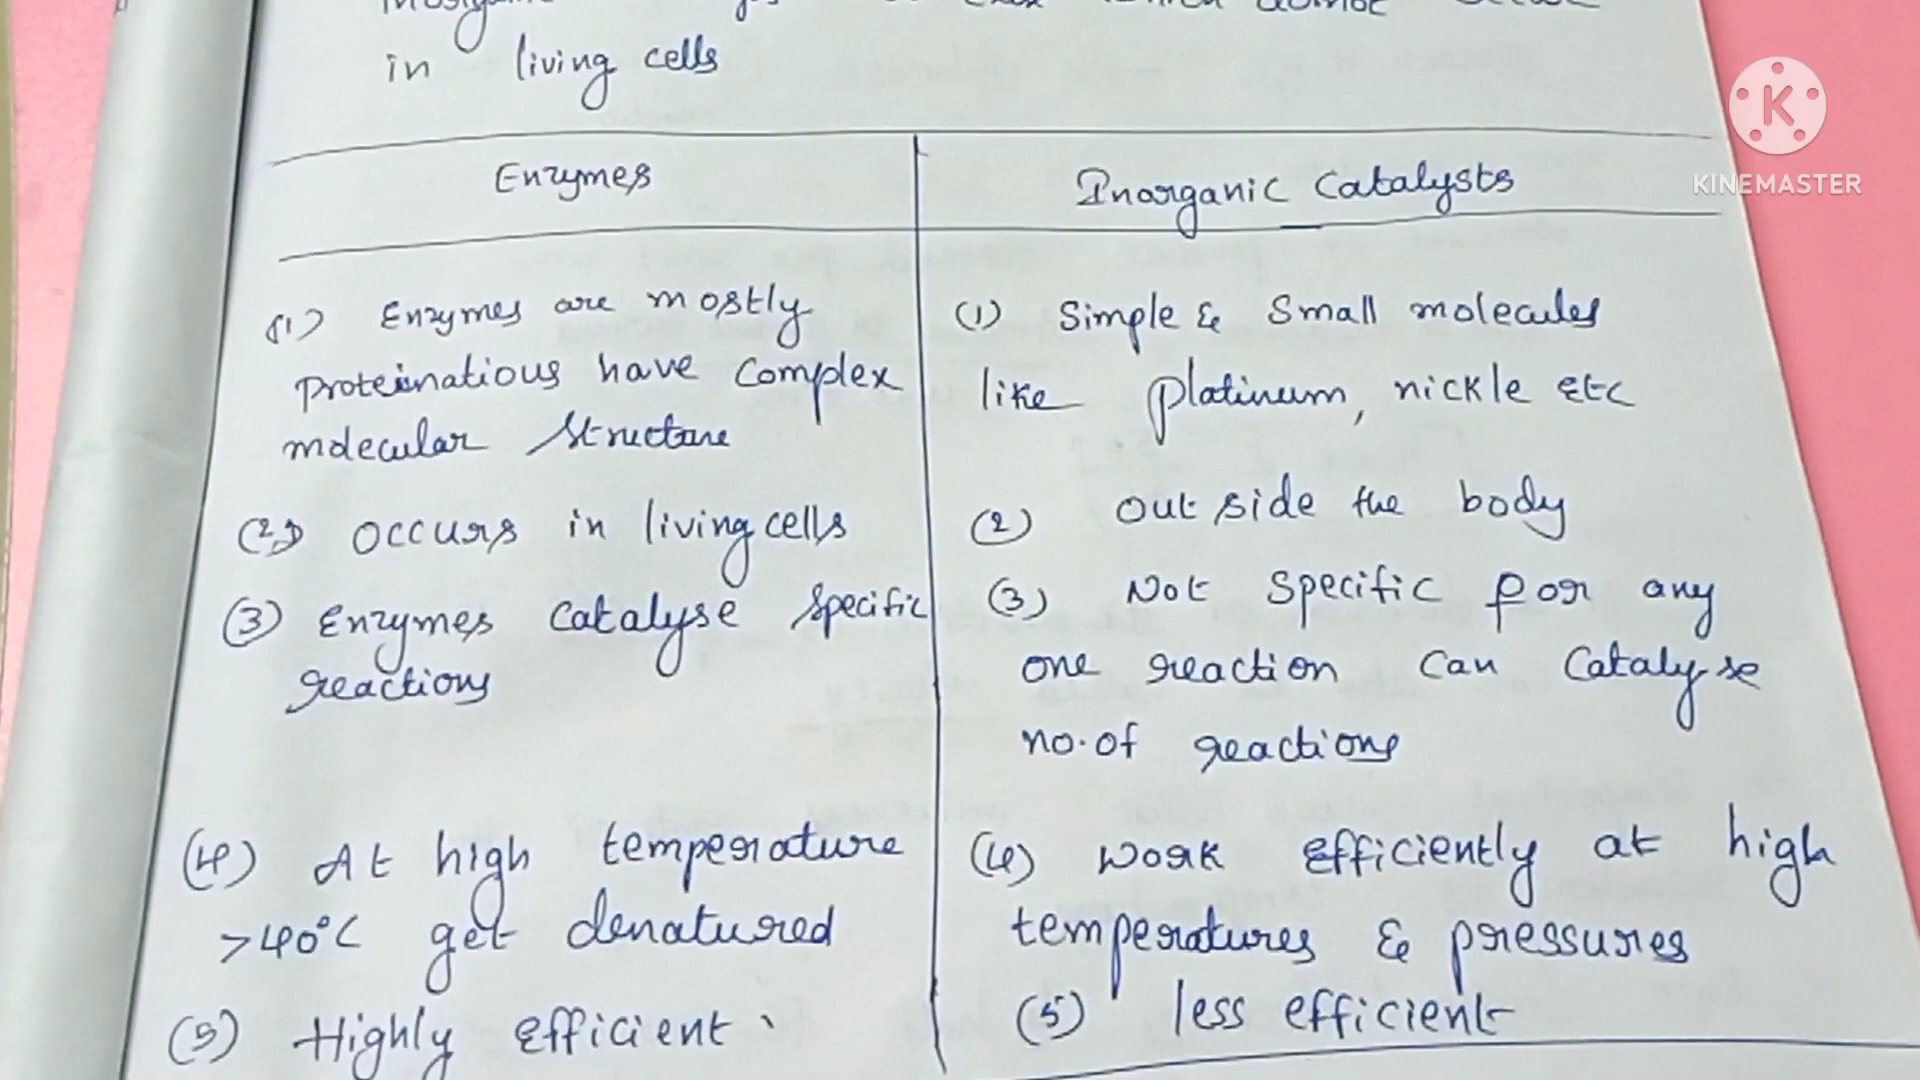 in living cells
KINEMASTER
Enzymes
Inorganic Catalysts
(1) Enzymes are mostly
Proteinatious have complex
molecular Structure
(2) occurs in living cells
(3) Enzymes catalyse specific
reactions
(4) At high temperature
>40°C get denatured
(5) Highly efficient
(1) Simple & Small molecules
like platinum, nickle etc
(2) out side the body
(3) Not specific for any
one reaction can catalyse
no. of reactions
(4) work efficiently at high
temperatures & pressures
(5) less efficient